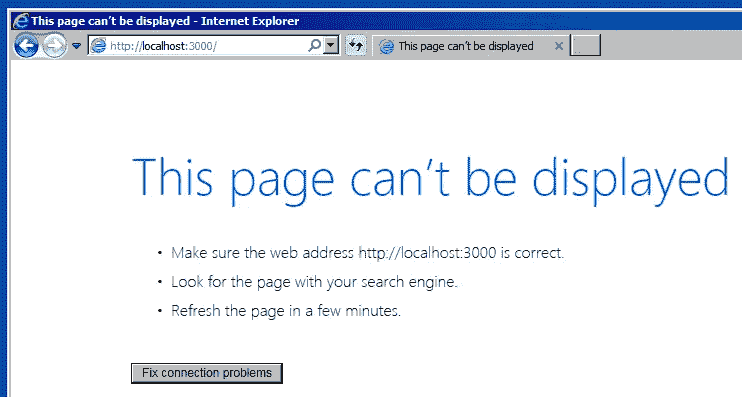 This page can't be displayed - Internet Explorer
http://localhost:3000/
This page can't be displayed
This page can't be displayed
• Make sure the web address http://localhost:3000 is correct.
• Look for the page with your search engine.
• Refresh the page in a few minutes.
Fix connection problems